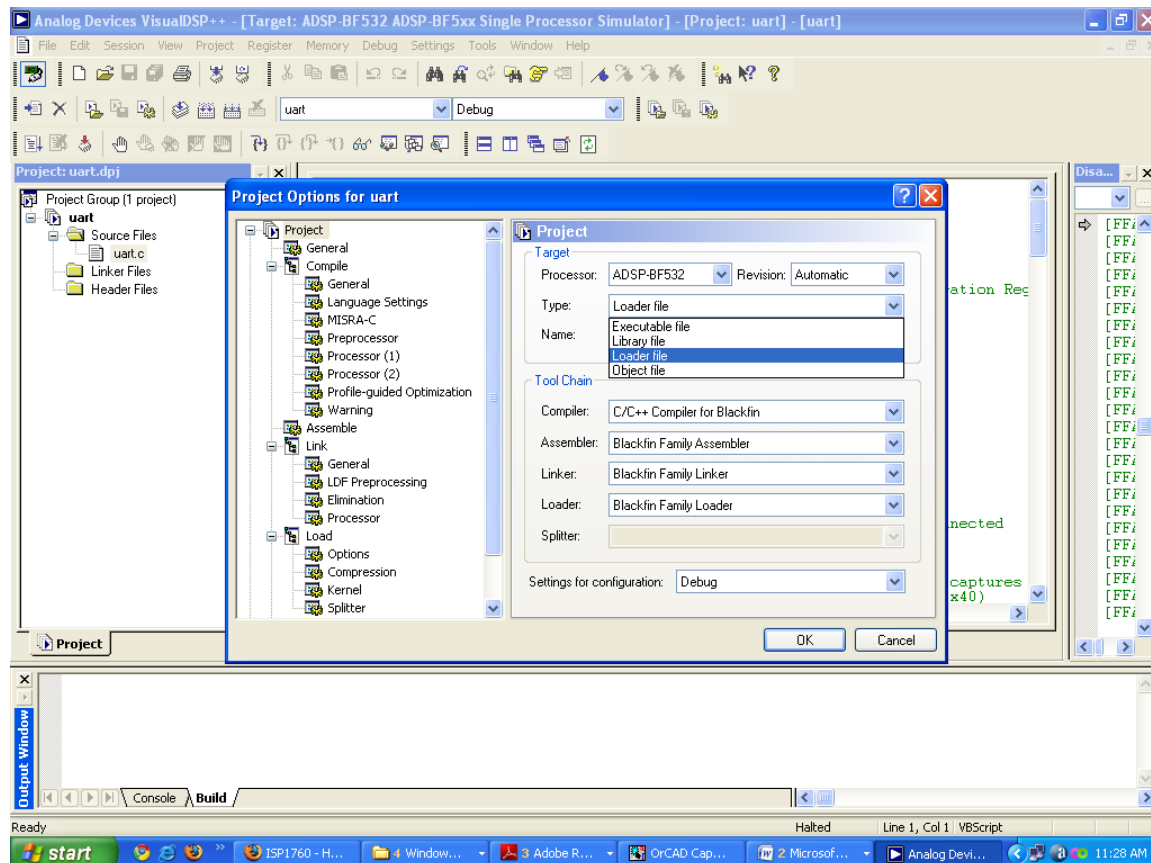 Analog Devices VisualDSP++ - [Target: ADSP-BF532 ADSP-BF5xx Single Processor Simulator] - [Project: uart] - [uart]
File Edit Session View Project Register Memory Debug Settings Tools Window Help
uart Debug
Project: uart.dpj
Project Group (1 project)
uart
Source Files
uart.c
Linker Files
Header Files
Project
Project Options for uart
Project
General
Compile
General
Language Settings
MISRA-C
Preprocessor
Processor (1)
Processor (2)
Profile-guided Optimization
Warning
Assemble
Link
General
LDF Preprocessing
Elimination
Processor
Load
Options
Compression
Kernel
Splitter
Project
Target
Processor: ADSP-BF532 Revision: Automatic
Type: Loader file
Name:
Executable file
Library file
Loader file
Object file
Tool Chain
Compiler: C/C++ Compiler for Blackfin
Assembler: Blackfin Family Assembler
Linker: Blackfin Family Linker
Loader: Blackfin Family Loader
Splitter:
Settings for configuration: Debug
OK Cancel
ation Reg
nected
captures
x40)
Disa...
Output Window
Console Build
Ready Halted Line 1, Col 1 VBScript
start ISP1760 - H... 4 Window... 3 Adobe R... OrCAD Cap... 2 Microsof... Analog Devi... 11:28 AM